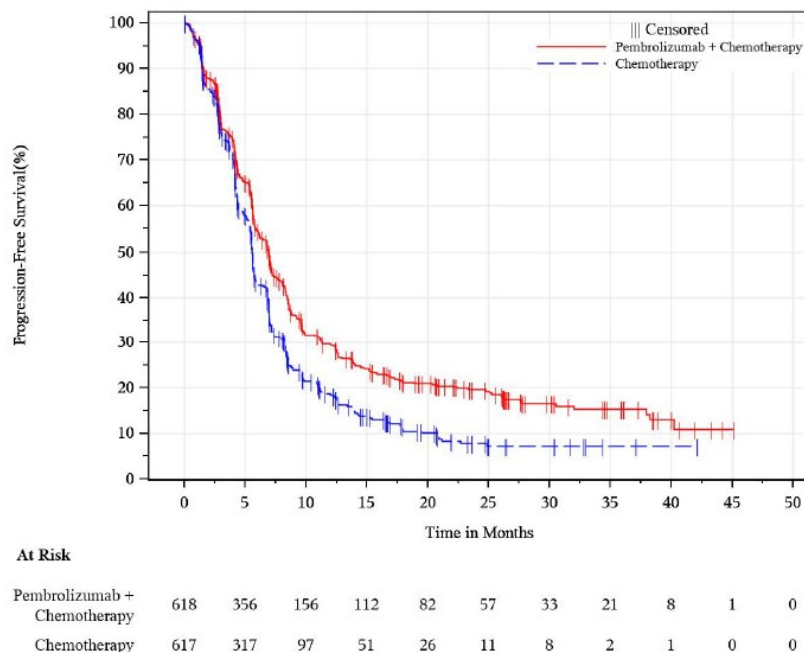 100
90
80
70
60
50
40
30
20
10
0
Progression-Free Survival(%)
||| Censored
Pembrolizumab + Chemotherapy
Chemotherapy
0 5 10 15 20 25 30 35 40 45 50
Time in Months
At Risk
Pembrolizumab +
Chemotherapy 618 356 156 112 82 57 33 21 8 1 0
Chemotherapy 617 317 97 51 26 11 8 2 1 0 0